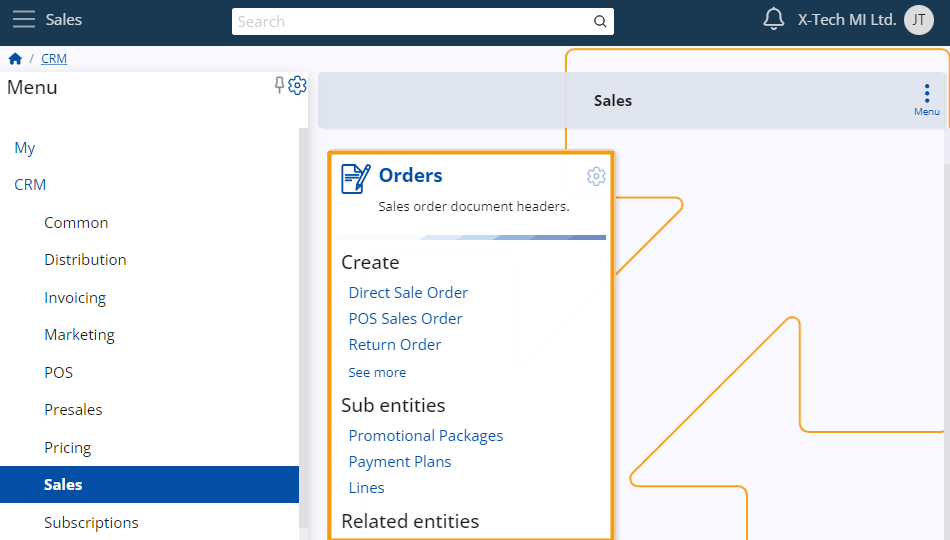 Sales
Search
X-Tech MI Ltd.
JT
/ CRM
Menu
My
CRM
Common
Distribution
Invoicing
Marketing
POS
Presales
Pricing
Sales
Subscriptions
Sales
Menu
Orders
Sales order document headers.
Create
Direct Sale Order
POS Sales Order
Return Order
See more
Sub entities
Promotional Packages
Payment Plans
Lines
Related entities